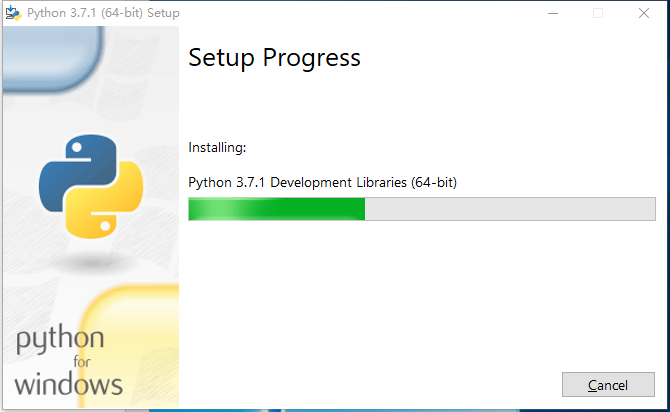 Python 3.7.1 (64-bit) Setup
Setup Progress
Installing:
Python 3.7.1 Development Libraries (64-bit)
python
for
windows
Cancel